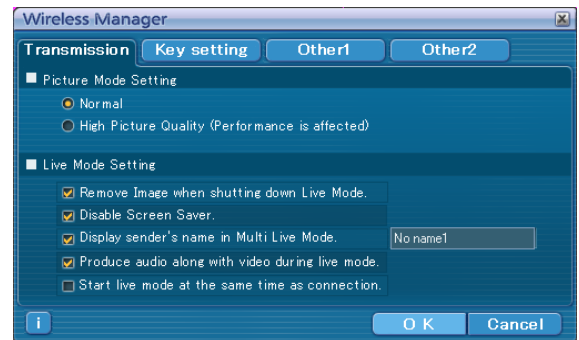 Wireless Manager
Transmission Key setting Other1 Other2
Picture Mode Setting
Normal
High Picture Quality (Performance is affected)
Live Mode Setting
Remove Image when shutting down Live Mode.
Disable Screen Saver.
Display sender's name in Multi Live Mode. No name1
Produce audio along with video during live mode.
Start live mode at the same time as connection.
i OK Cancel